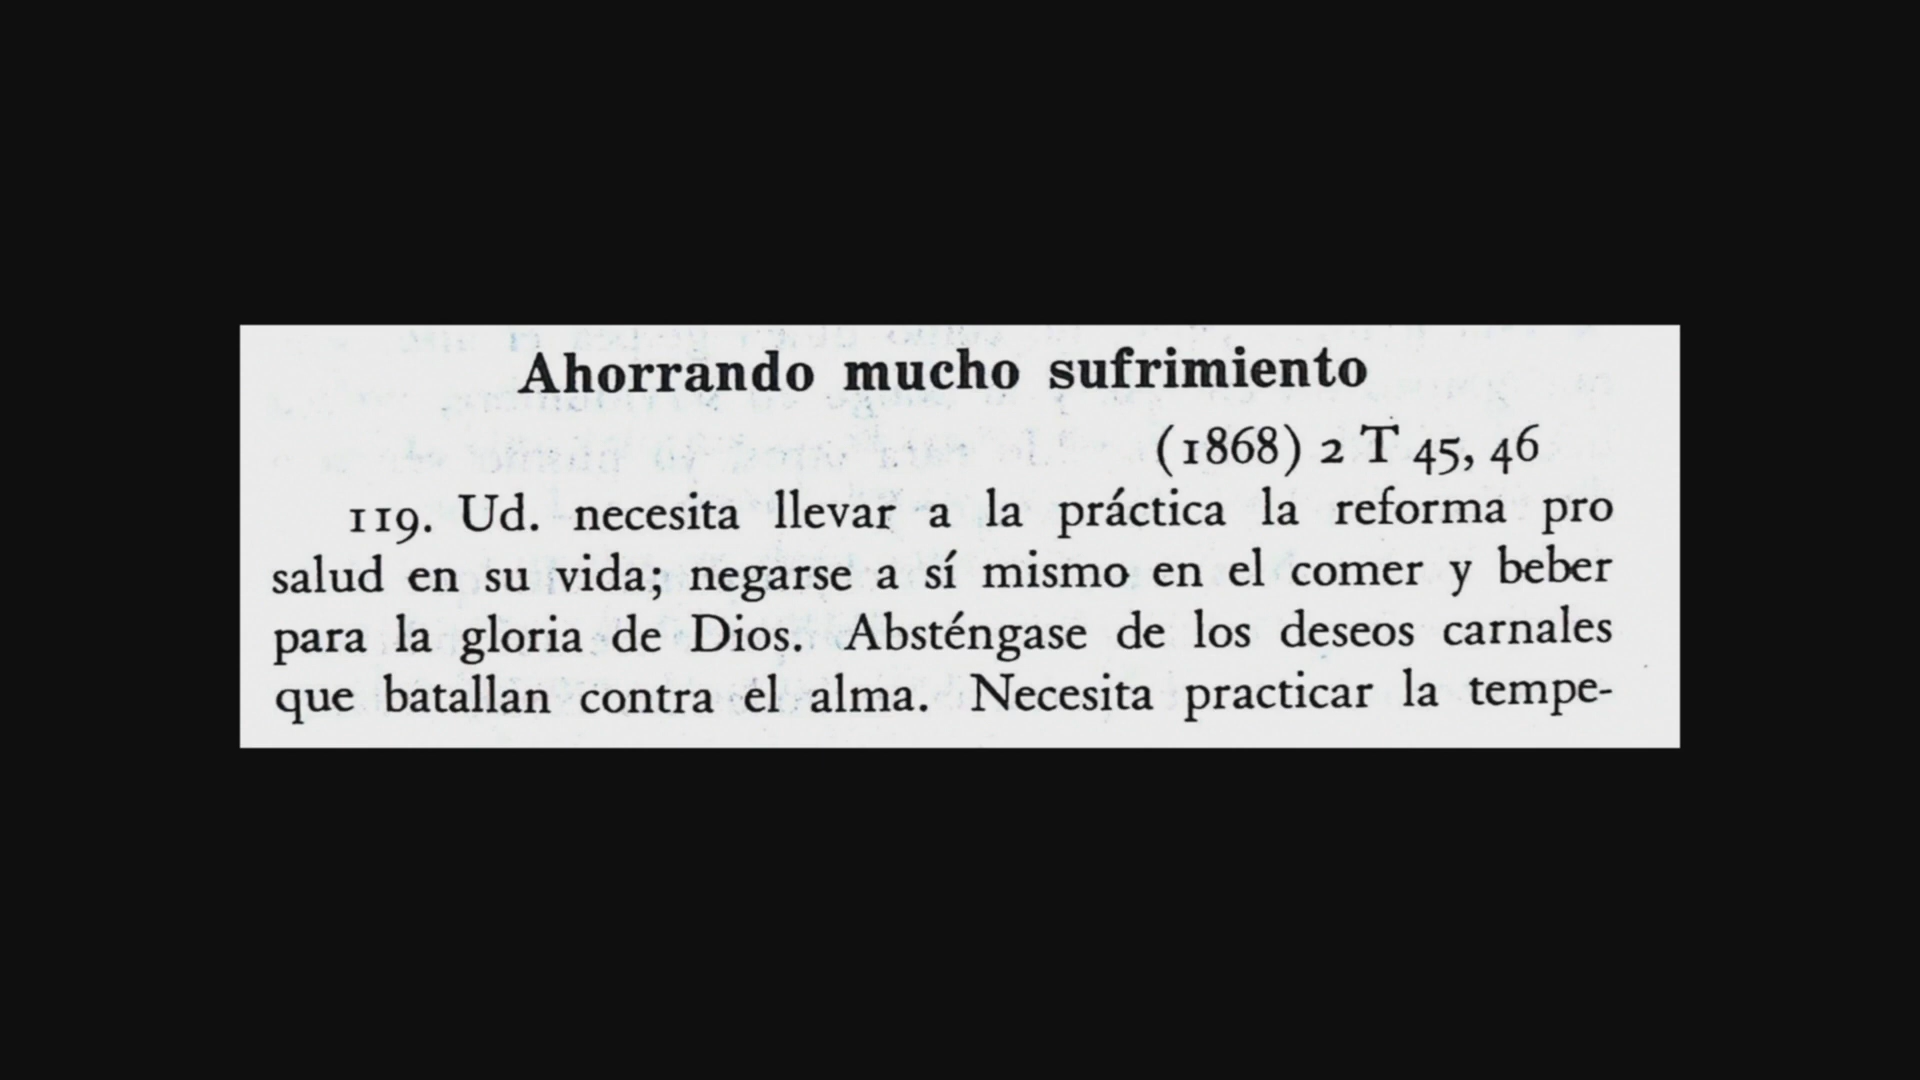 Ahorrando mucho sufrimiento
(1868) 2 T 45, 46
119. Ud. necesita llevar a la práctica la reforma pro
salud en su vida; negarse a sí mismo en el comer y beber
para la gloria de Dios. Absténgase de los deseos carnales
que batallan contra el alma. Necesita practicar la tempe-